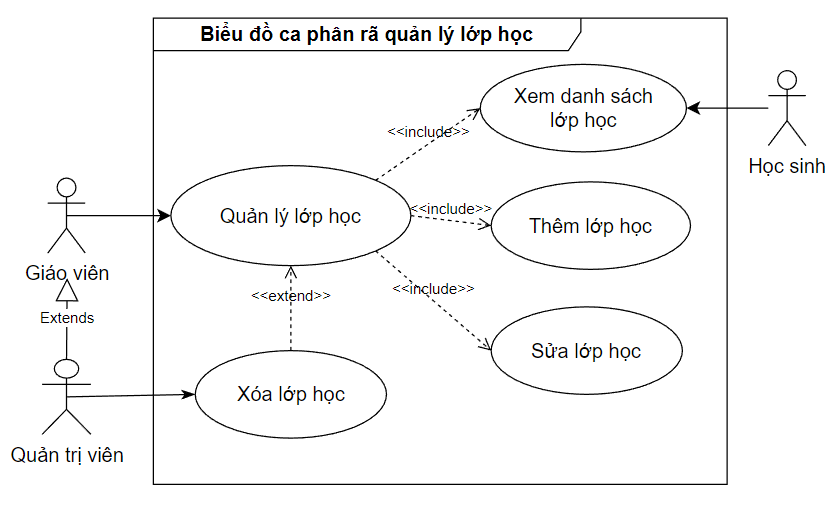 Biểu đồ ca phân rã quản lý lớp học
Xem danh sách
lớp học
<<include>>
Học sinh
Quản lý lớp học
<<include>>
Thêm lớp học
Giáo viên
<<include>>
<<extend>>
Extends
Sửa lớp học
Xóa lớp học
Quản trị viên